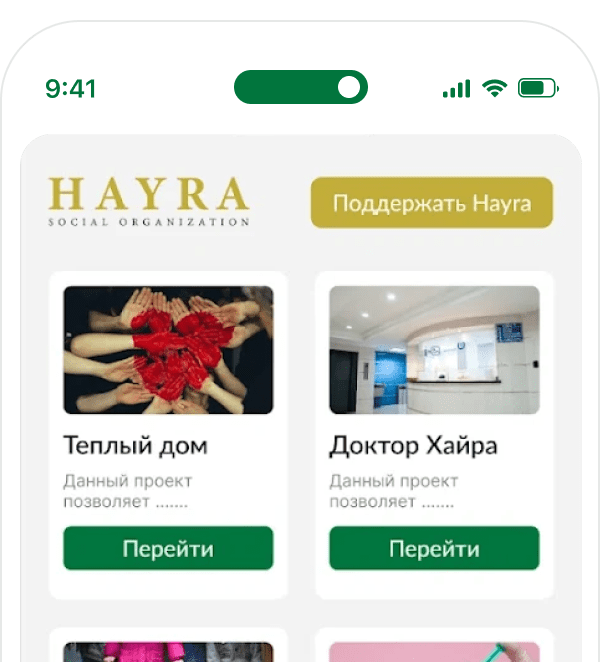 9:41
HAYRA
SOCIAL ORGANIZATION
Поддержать Hayra
Теплый дом
Данный проект
позволяет .......
Перейти
Доктор Хайра
Данный проект
позволяет .......
Перейти